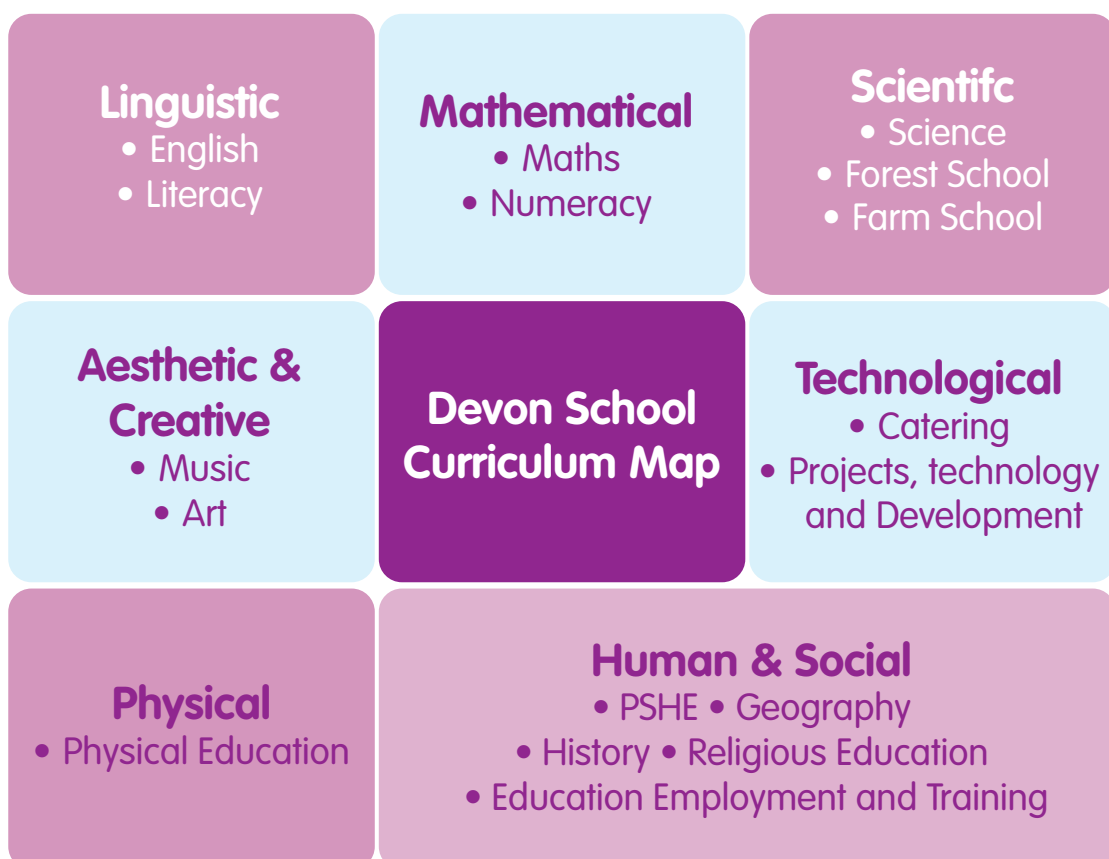 Linguistic
• English
• Literacy
Mathematical
• Maths
• Numeracy
Scientifc
• Science
• Forest School
• Farm School
Aesthetic &
Creative
• Music
• Art
Devon School
Curriculum Map
Technological
• Catering
• Projects, technology
and Development
Physical
• Physical Education
Human & Social
• PSHE • Geography
• History • Religious Education
• Education Employment and Training